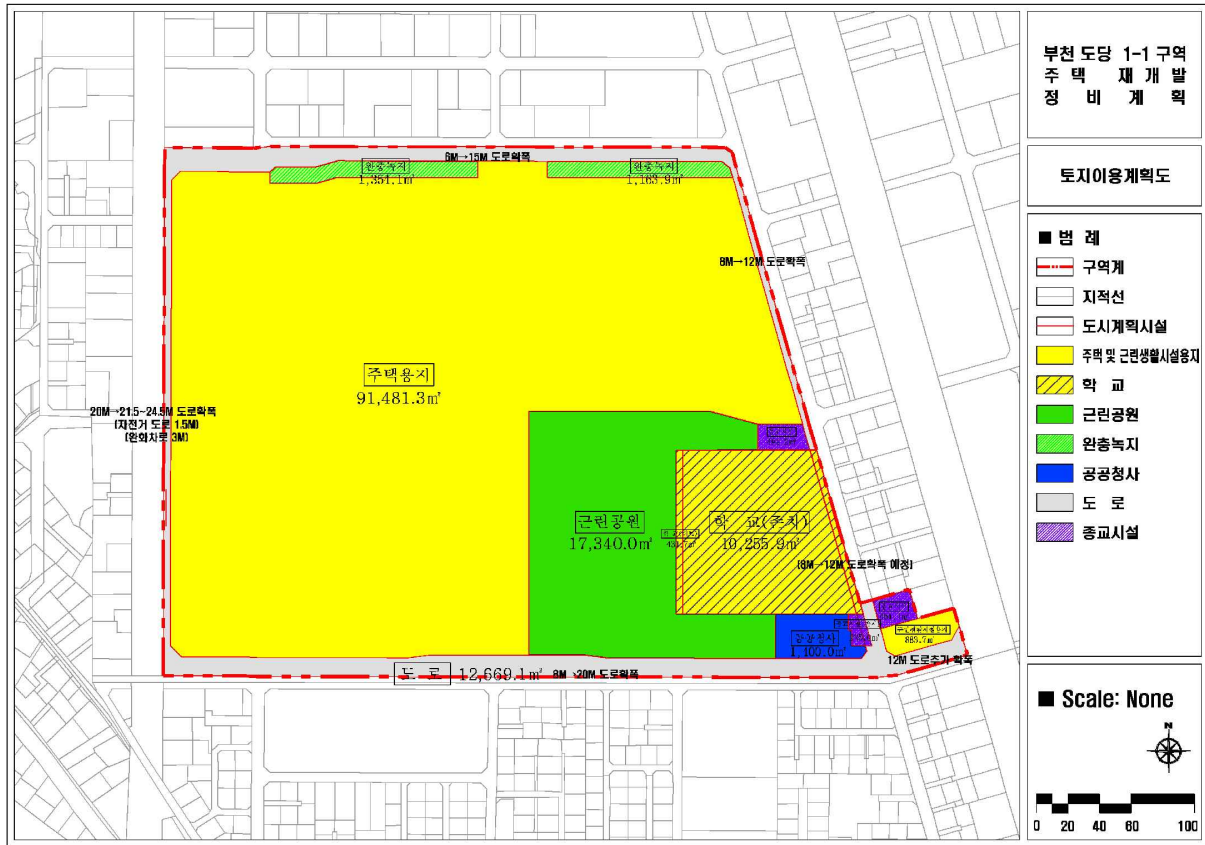 부천 도당 1-1 구역
주 택 재 개 발
정 비 계 획
토지이용계획도
■ 범 례
구역계
지적선
도시계획시설
주택 및 근린생활시설용지
학 교
근린공원
완충녹지
공공청사
도 로
종교시설
■ Scale: None
N
0 20 40 60 100
6M→15M 도로확폭
완충녹지
1,354.1㎡
완충녹지
1,163.9㎡
8M→12M 도로확폭
주택용지
91,481.3㎡
20M→21.5~24.5M 도로확폭
(자전거 도로 1.5M)
(완화차로 3M)
근린공원
17,340.0㎡
학 교(존치)
10,255.9㎡
(8M→12M 도로확폭 예정)
공공청사
1,100.0㎡
12M 도로추가 확폭
도 로 12,669.1㎡
8M→20M 도로확폭